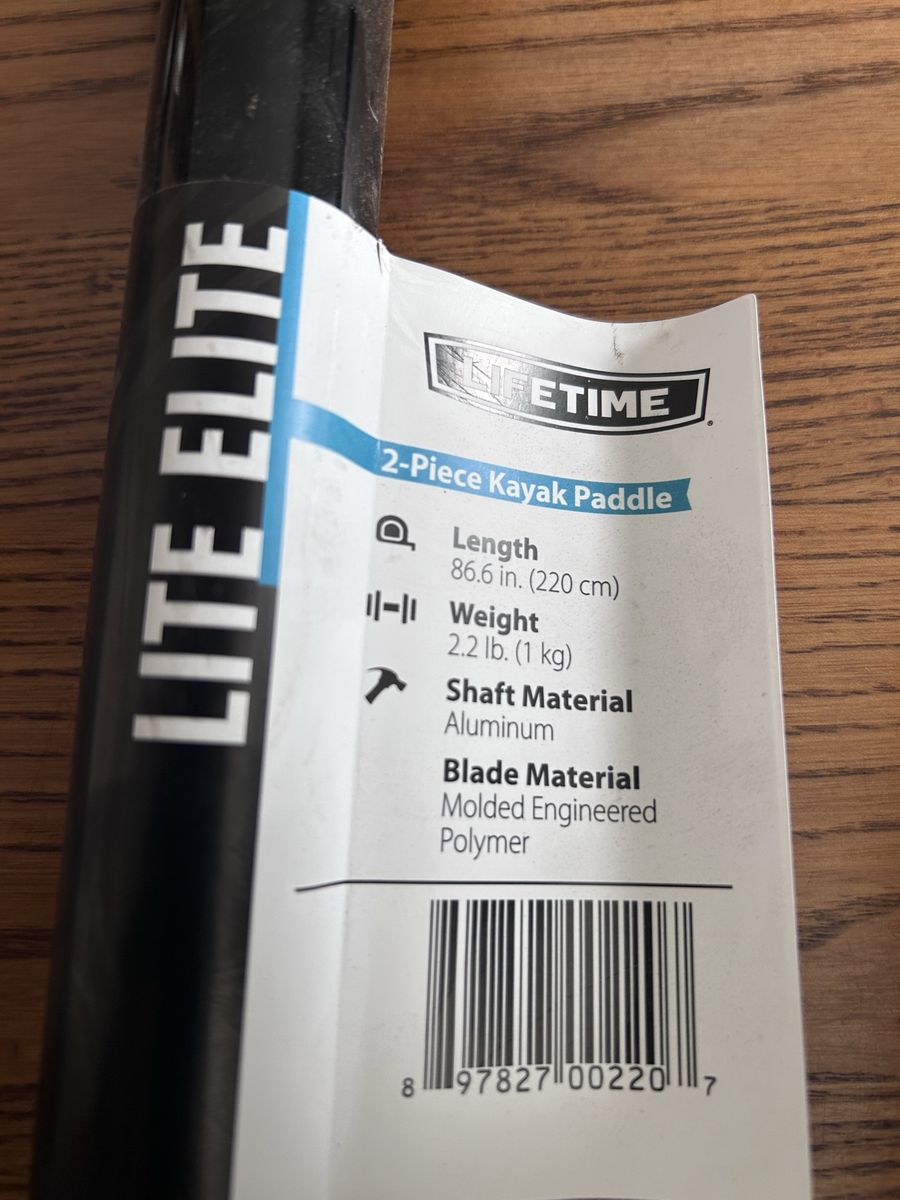 LITE ELITE
LIFETIME
2-Piece Kayak Paddle
Length
86.6 in. (220 cm)
Weight
2.2 lb. (1 kg)
Shaft Material
Aluminum
Blade Material
Molded Engineered
Polymer
8 97827 00220 7